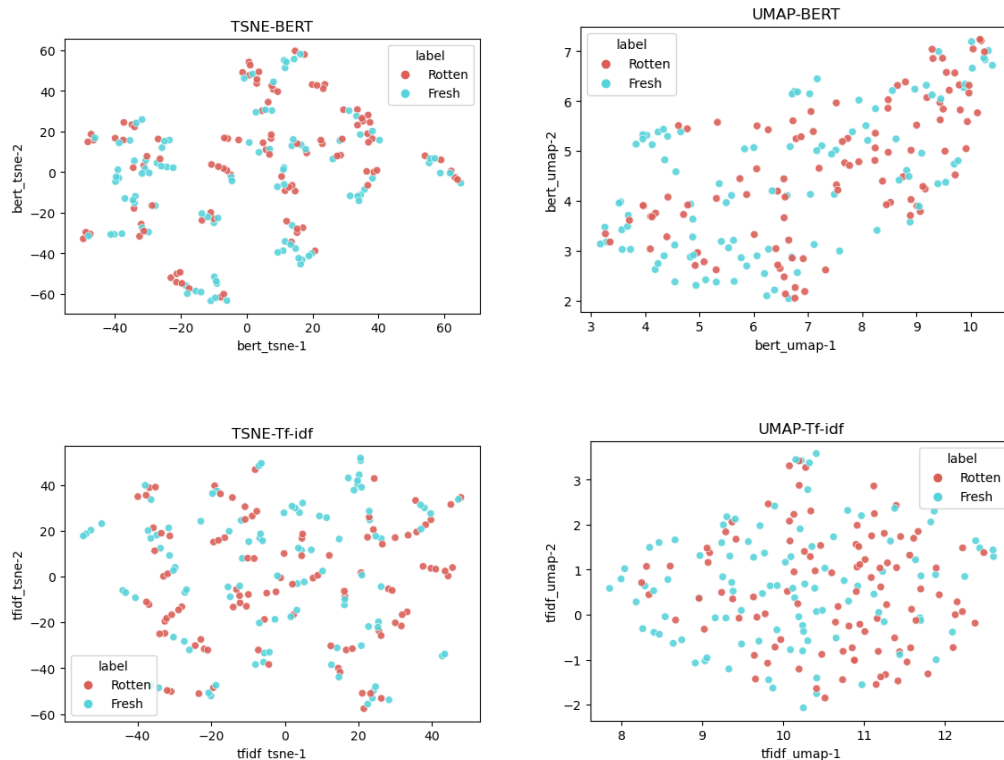 TSNE-BERT
label
Rotten
Fresh
60
40
20
0
−20
−40
−60
bert_tsne-2
−40
−20
0
20
40
60
bert_tsne-1
UMAP-BERT
label
Rotten
Fresh
7
6
5
4
3
2
bert_umap-2
3
4
5
6
7
8
9
10
bert_umap-1
TSNE-Tf-idf
label
Rotten
Fresh
40
20
0
−20
−40
−60
tfidf_tsne-2
−60
−40
−20
0
20
40
tfidf_tsne-1
UMAP-Tf-idf
label
Rotten
Fresh
3
2
1
0
−1
−2
tfidf_umap-2
8
9
10
11
12
tfidf_umap-1